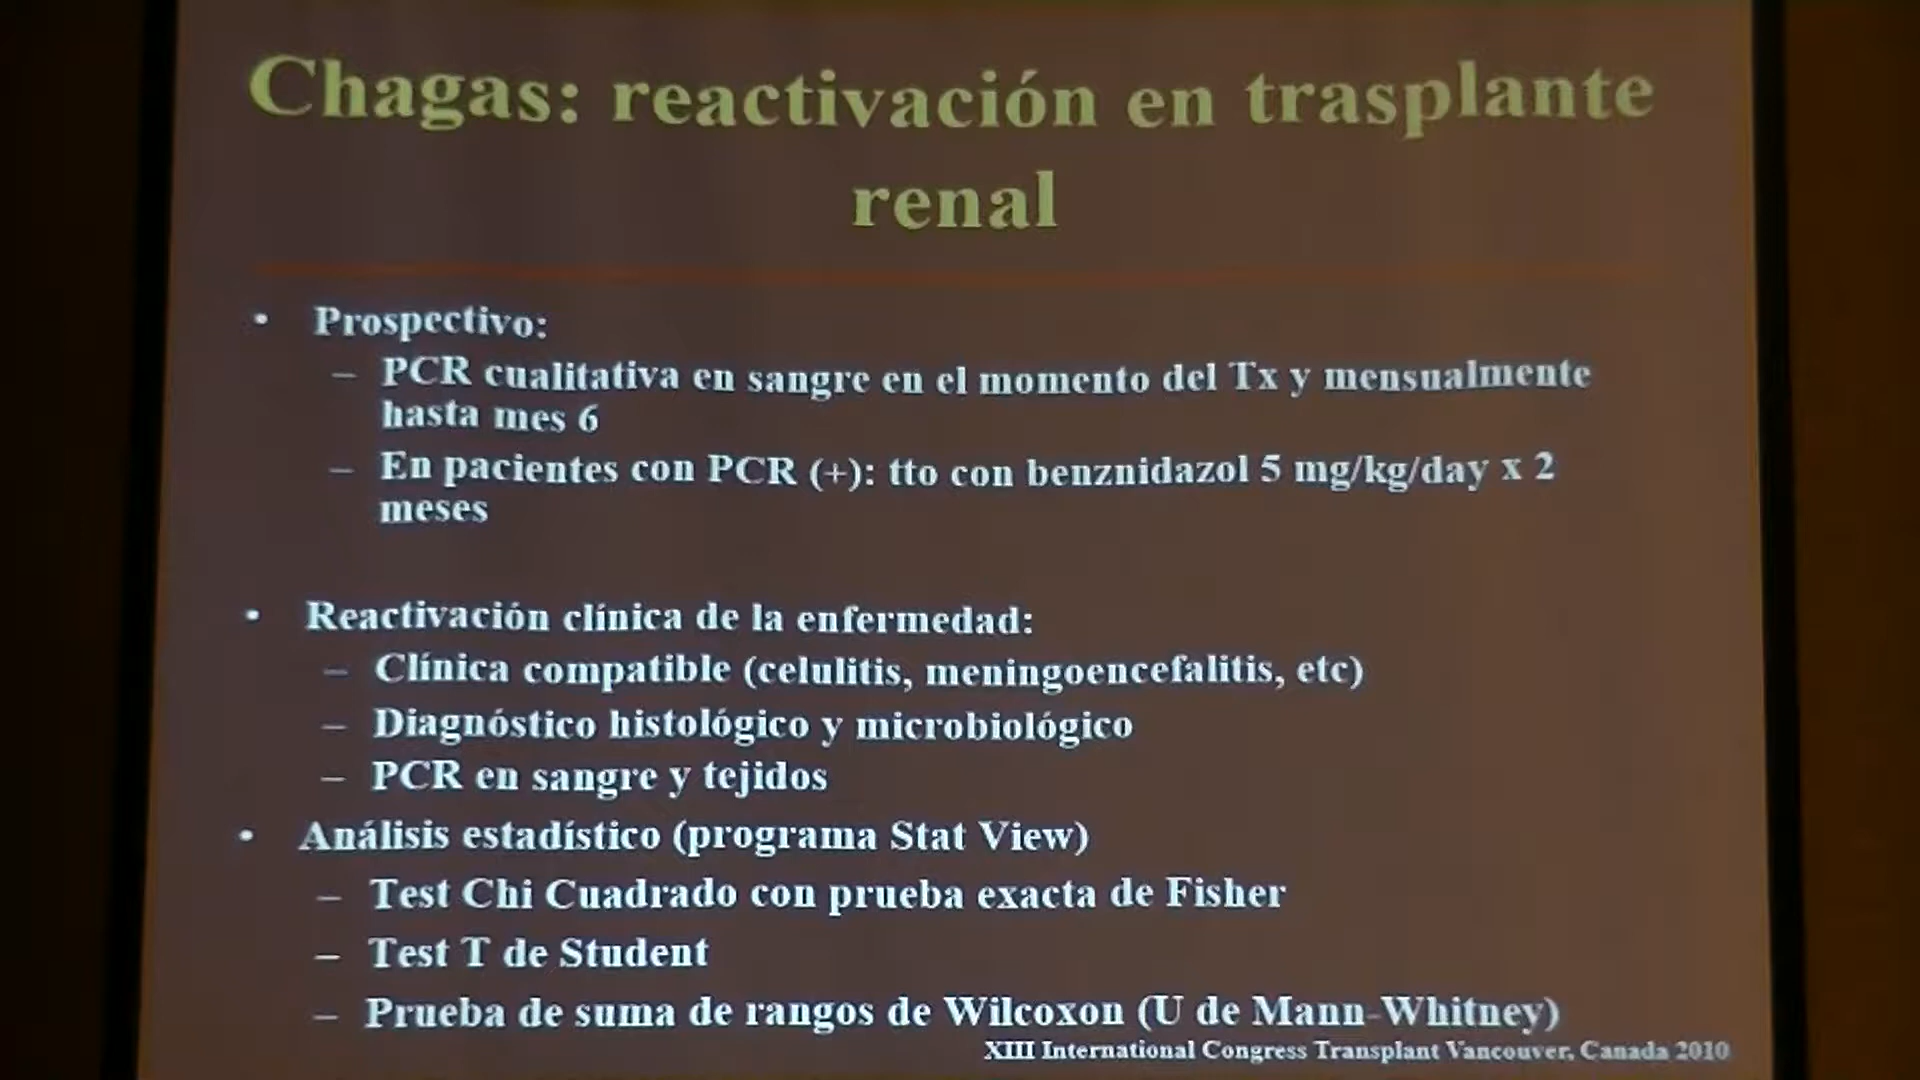 Chagas: reactivación en trasplante
renal
• Prospectivo:
– PCR cualitativa en sangre en el momento del Tx y mensualmente
hasta mes 6
– En pacientes con PCR (+): tto con benznidazol 5 mg/kg/day x 2
meses
• Reactivación clínica de la enfermedad:
– Clínica compatible (celulitis, meningoencefalitis, etc)
– Diagnóstico histológico y microbiológico
– PCR en sangre y tejidos
• Análisis estadístico (programa Stat View)
– Test Chi Cuadrado con prueba exacta de Fisher
– Test T de Student
– Prueba de suma de rangos de Wilcoxon (U de Mann-Whitney)
XIII International Congress Transplant Vancouver, Canada 2010